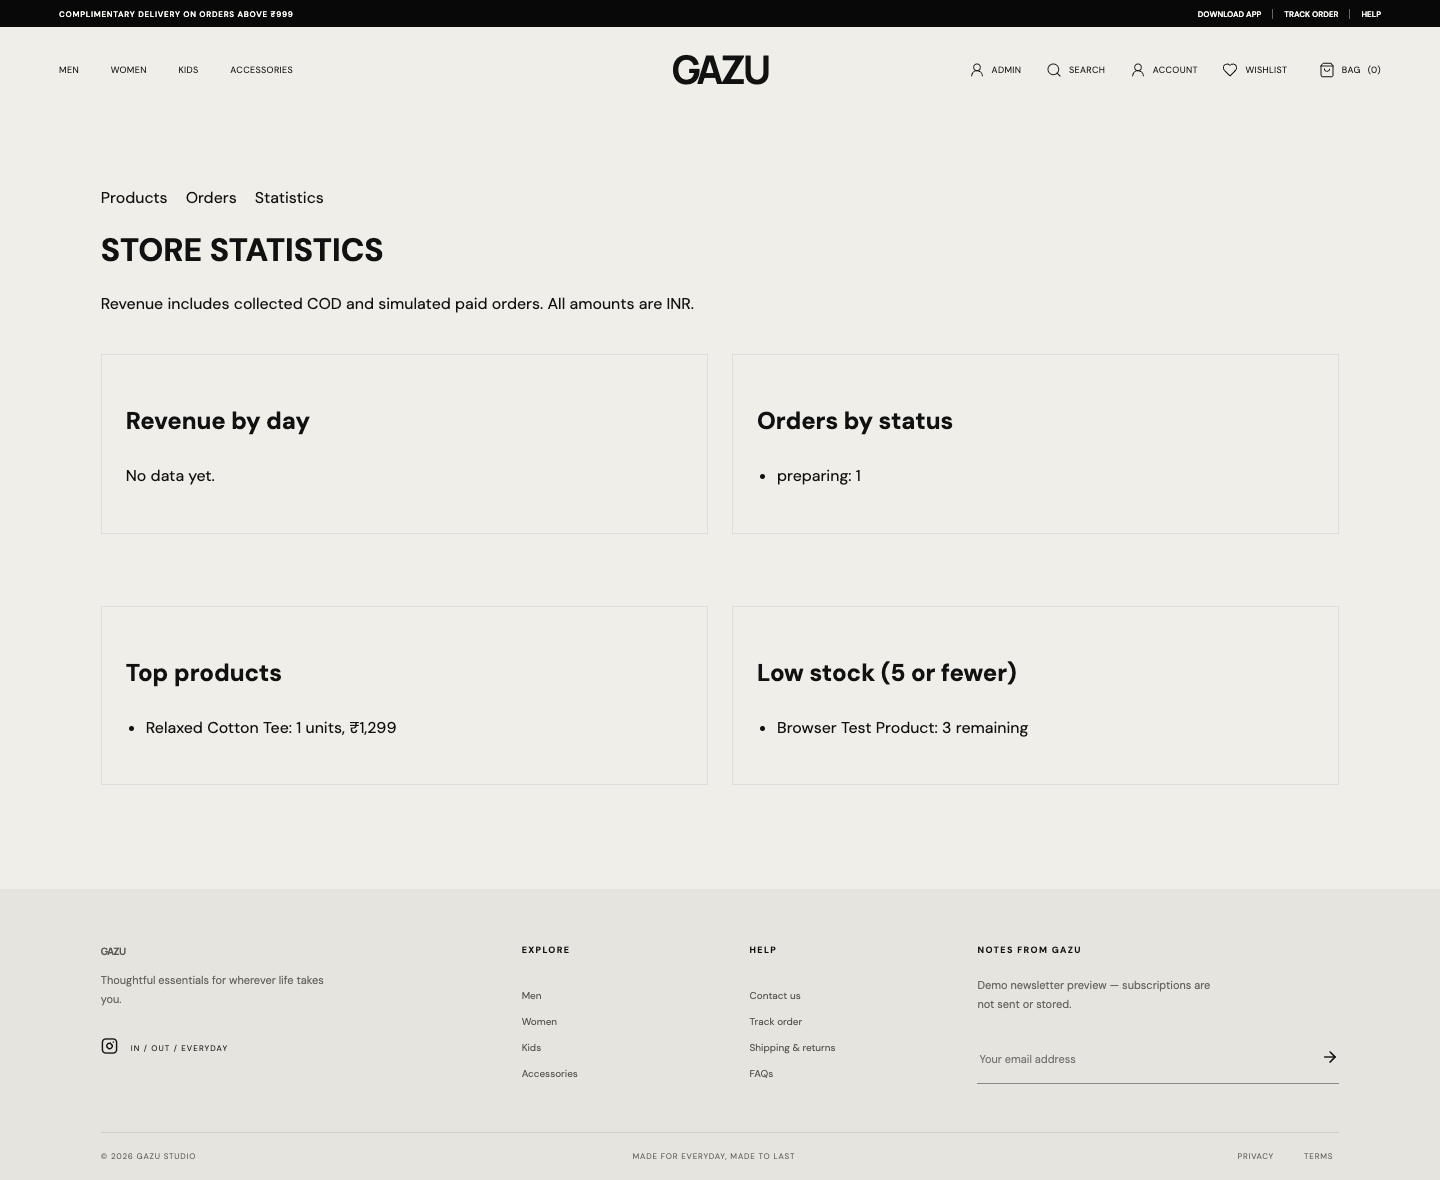 COMPLIMENTARY DELIVERY ON ORDERS ABOVE ₹999
DOWNLOAD APP
TRACK ORDER
HELP
MEN
WOMEN
KIDS
ACCESSORIES
GAZU
ADMIN
SEARCH
ACCOUNT
WISHLIST
BAG (0)
Products
Orders
Statistics
STORE STATISTICS
Revenue includes collected COD and simulated paid orders. All amounts are INR.
Revenue by day
No data yet.
Orders by status
• preparing: 1
Top products
• Relaxed Cotton Tee: 1 units, ₹1,299
Low stock (5 or fewer)
• Browser Test Product: 3 remaining
GAZU
Thoughtful essentials for wherever life takes
you.
IN / OUT / EVERYDAY
EXPLORE
Men
Women
Kids
Accessories
HELP
Contact us
Track order
Shipping & returns
FAQs
NOTES FROM GAZU
Demo newsletter preview — subscriptions are
not sent or stored.
Your email address
© 2026 GAZU STUDIO
MADE FOR EVERYDAY, MADE TO LAST
PRIVACY
TERMS